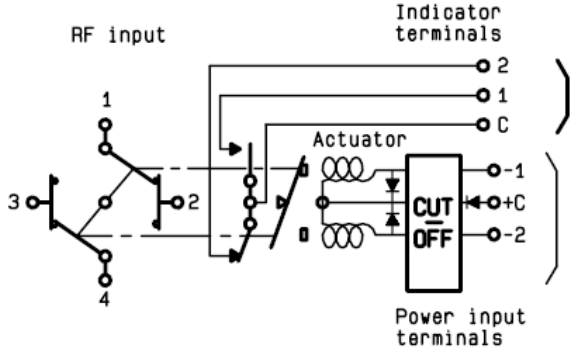 Indicator
terminals
RF input
2
1
C
1
Actuator
3
2
CUT
OFF
-1
+C
-2
4
Power input
terminals